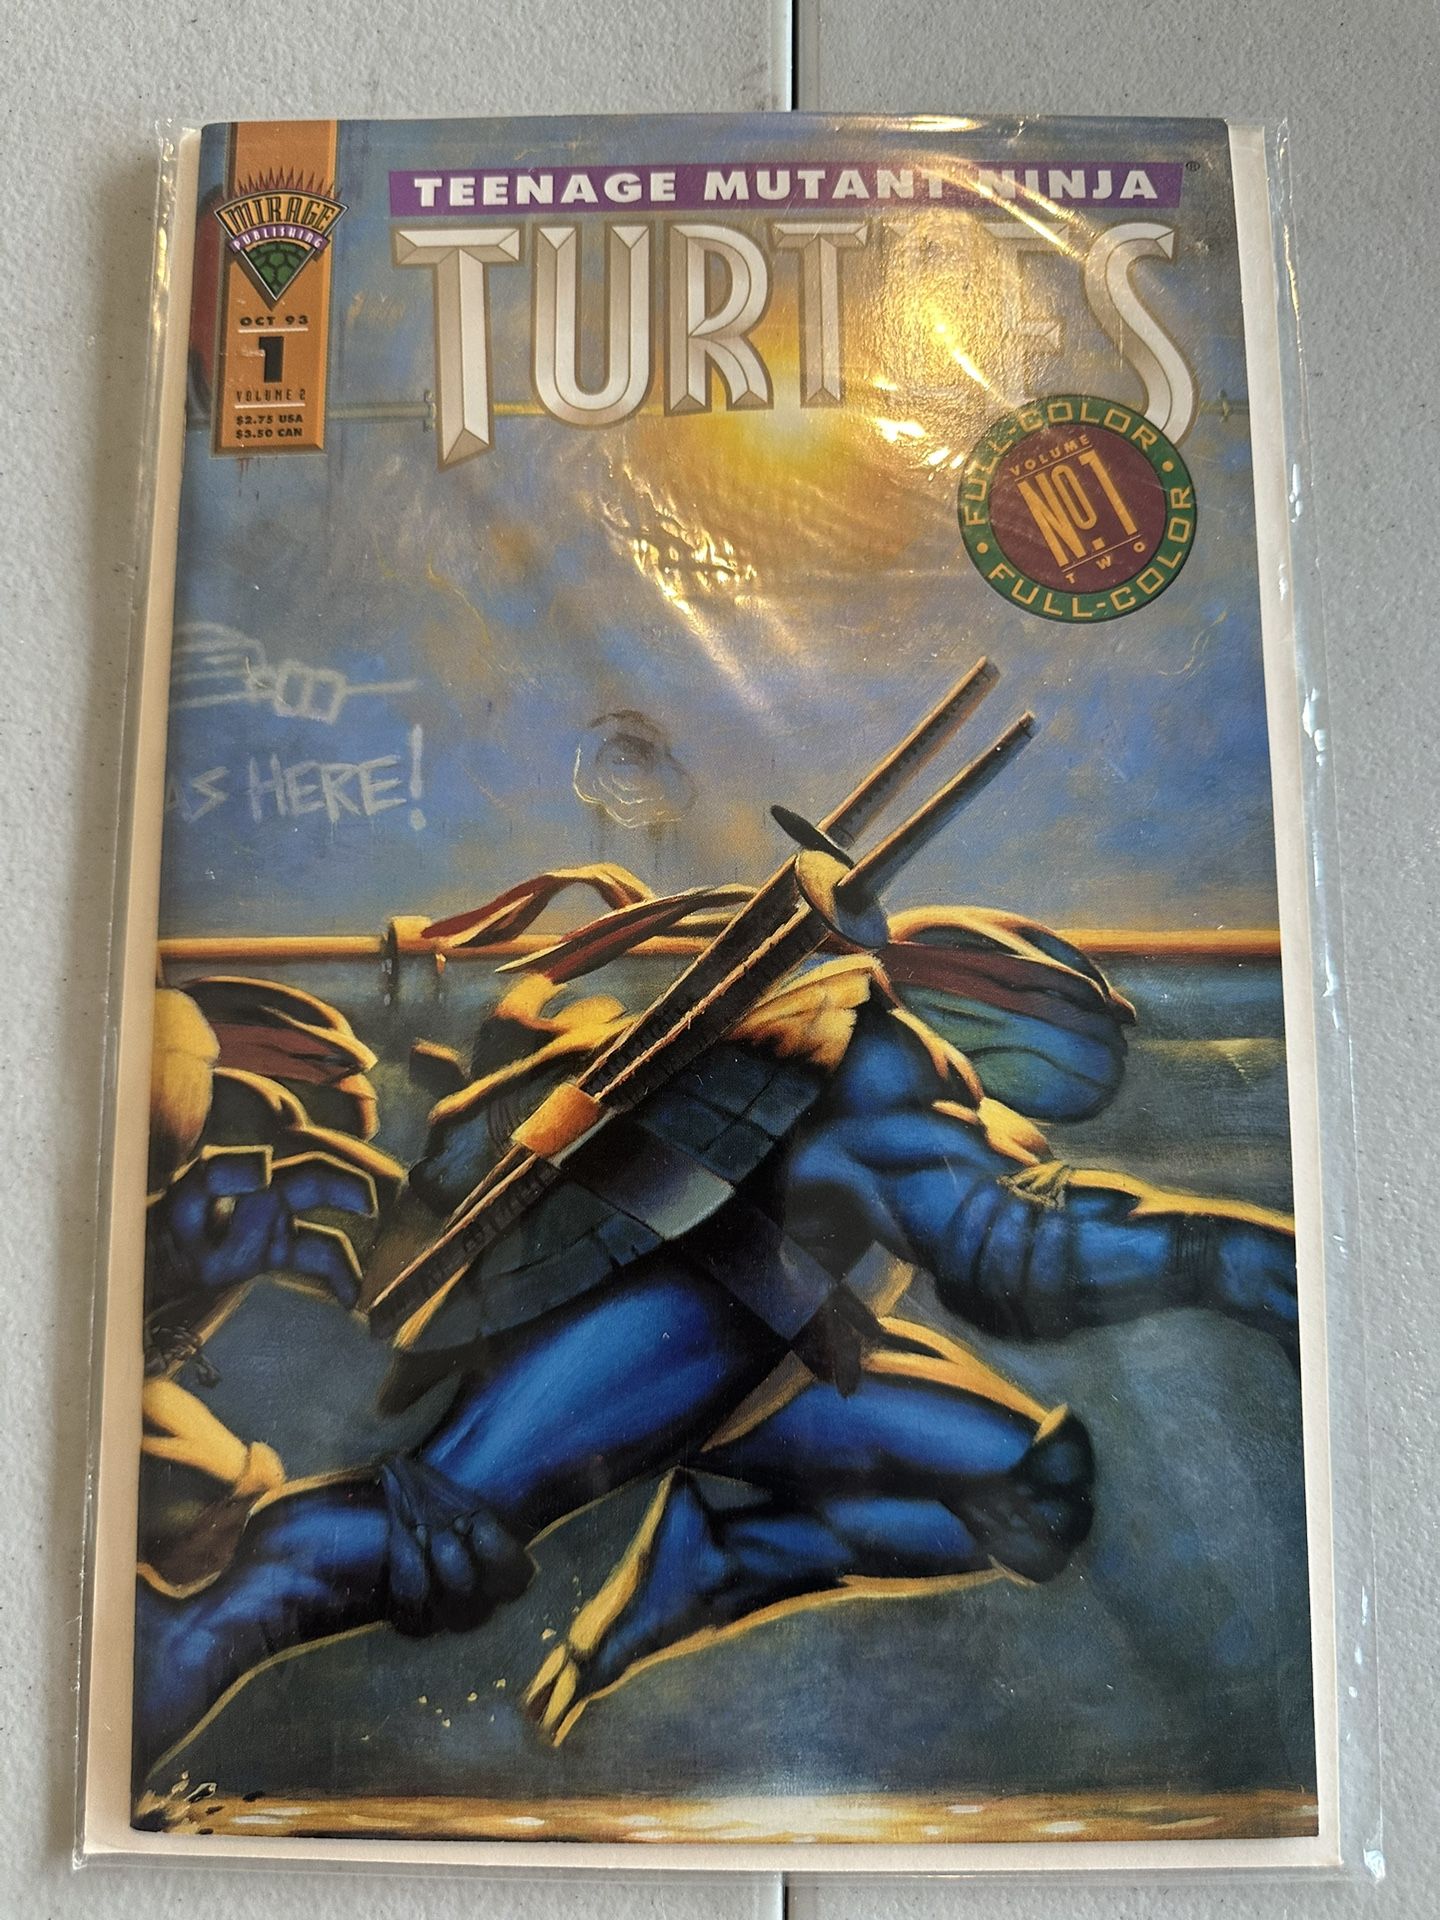 MIRAGE
PUBLISHING
OCT 93
1
VOLUME 2
$2.75 USA
$3.50 CAN
TEENAGE MUTANT NINJA®
TURTLES
FULL-COLOR
VOLUME
NO.1
TWO
FULL-COLOR
AS HERE!